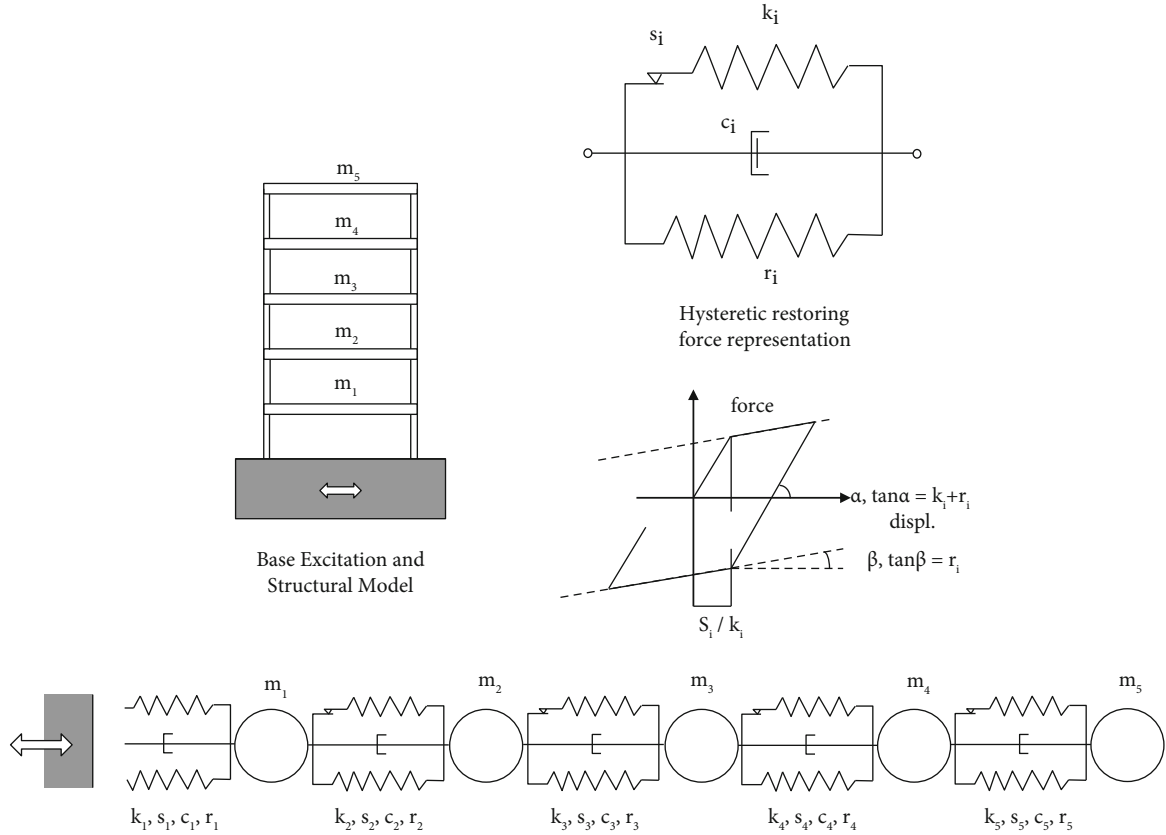 k_i
s_i
c_i
r_i
Hysteretic restoring
force representation
m_5
m_4
m_3
m_2
m_1
Base Excitation and
Structural Model
force
α, tanα = k_i+r_i
displ.
β, tanβ = r_i
S_i / k_i
m_1 m_2 m_3 m_4 m_5
k_1, s_1, c_1, r_1 k_2, s_2, c_2, r_2 k_3, s_3, c_3, r_3 k_4, s_4, c_4, r_4 k_5, s_5, c_5, r_5